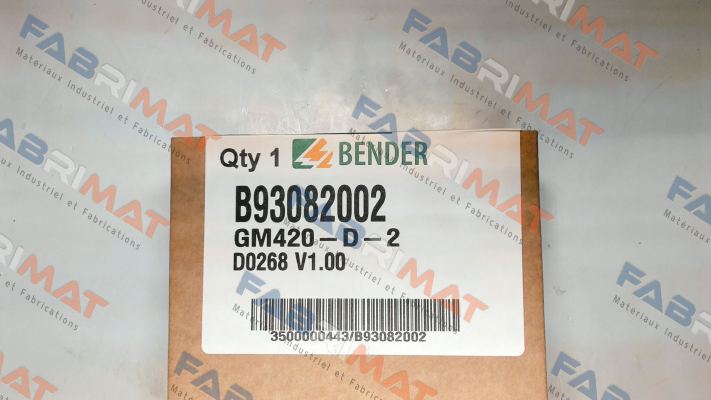 Qty 1 BENDER
B93082002
GM420-D-2
D0268 V1.00
3500000443/B93082002
FABRIMAT
Materiaux Industriel et Fabrications